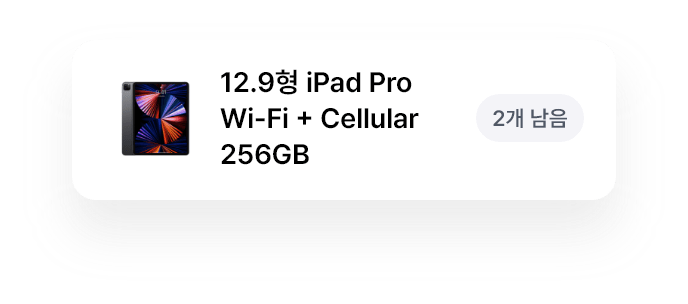 12.9형 iPad Pro
Wi-Fi + Cellular
256GB
2개 남음